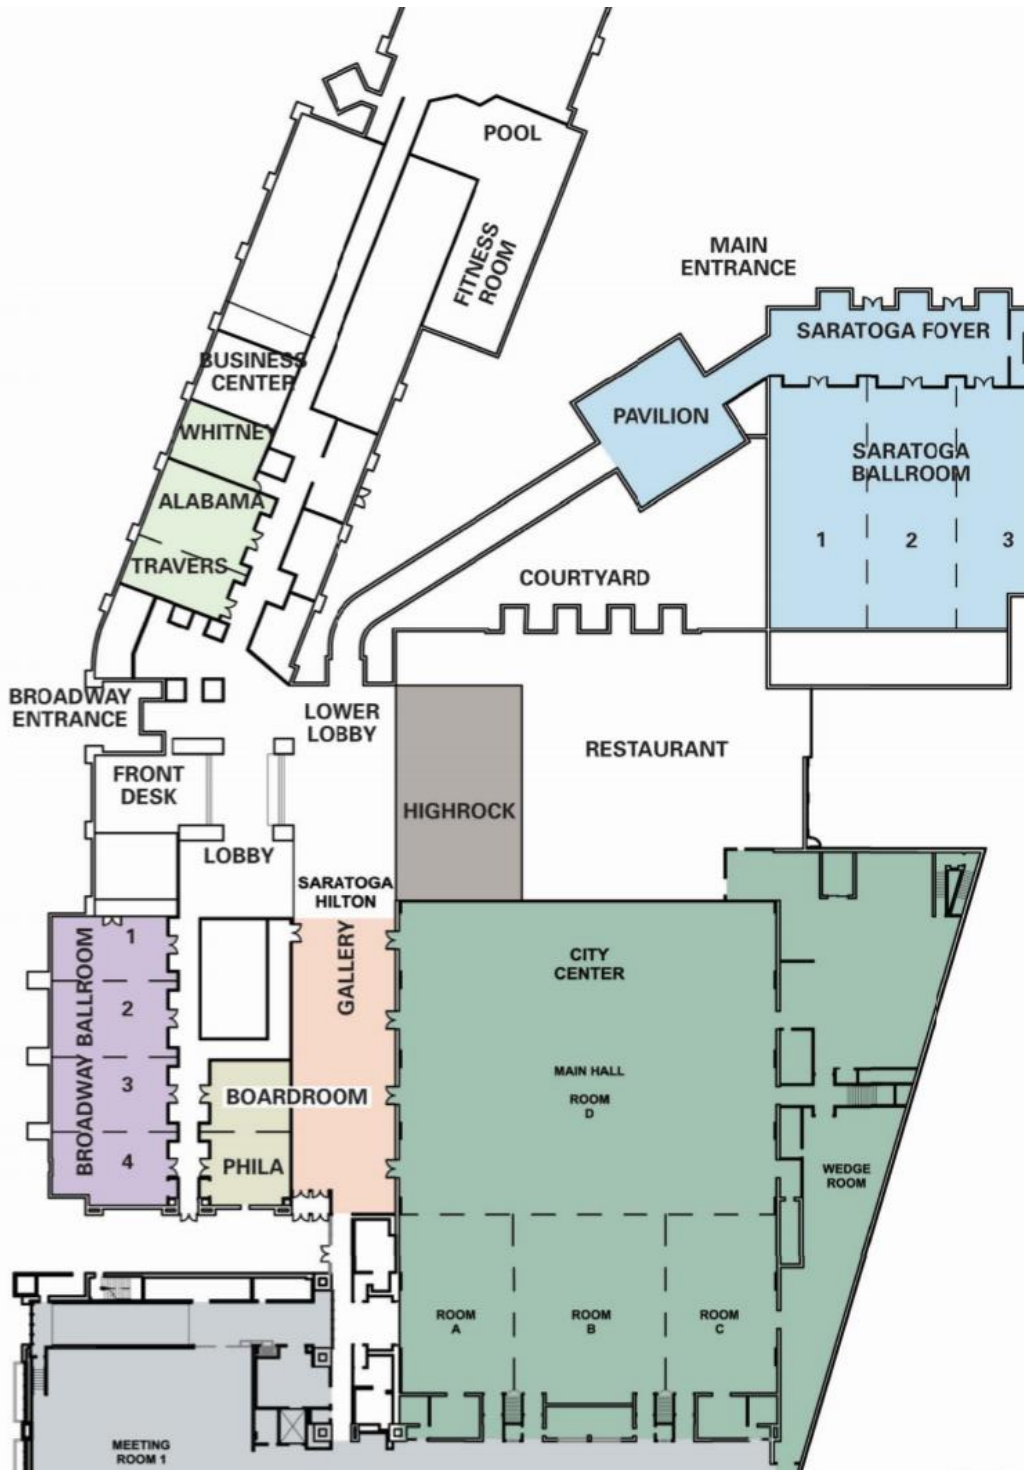 POOL
FITNESS
ROOM
MAIN
ENTRANCE
SARATOGA FOYER
BUSINESS
CENTER
PAVILION
WHITNEY
SARATOGA
BALLROOM
ALABAMA
1
2
3
TRAVERS
COURTYARD
BROADWAY
ENTRANCE
LOWER
LOBBY
RESTAURANT
FRONT
DESK
HIGHROCK
LOBBY
SARATOGA
HILTON
GALLERY
BROADWAY BALLROOM
1
2
3
4
CITY
CENTER
MAIN HALL
ROOM
D
BOARDROOM
PHILA
WEDGE
ROOM
ROOM
A
ROOM
B
ROOM
C
MEETING
ROOM 1